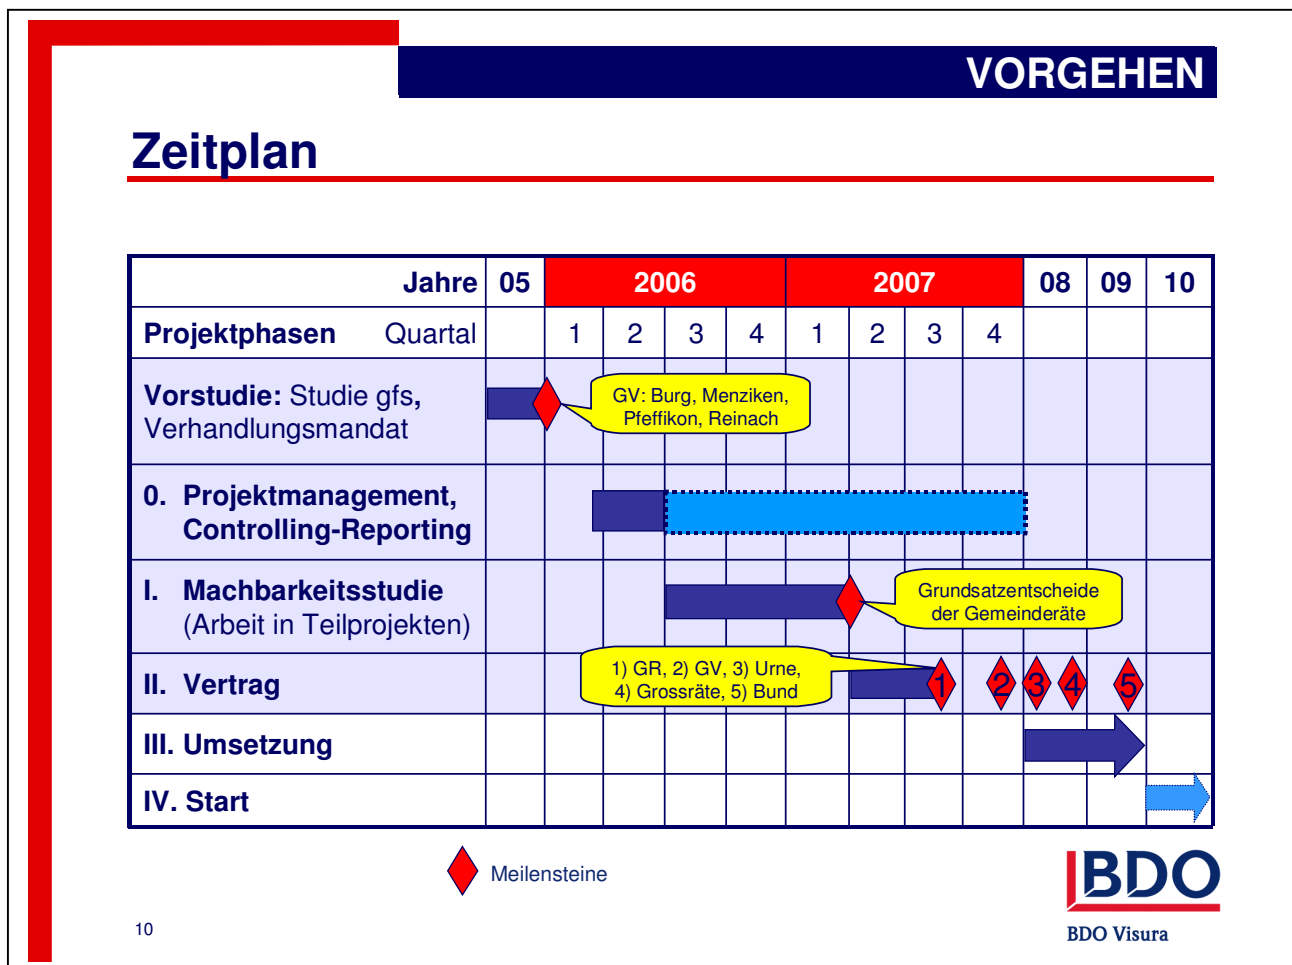 VORGEHEN
Zeitplan
Jahre 05 2006 2007 08 09 10
Projektphasen Quartal 1 2 3 4 1 2 3 4
Vorstudie: Studie gfs,
Verhandlungsmandat
GV: Burg, Menziken,
Pfeffikon, Reinach
0. Projektmanagement,
Controlling-Reporting
I. Machbarkeitsstudie
(Arbeit in Teilprojekten)
Grundsatzentscheide
der Gemeinderäte
II. Vertrag
1) GR, 2) GV, 3) Urne,
4) Grossräte, 5) Bund
1 2 3 4 5
III. Umsetzung
IV. Start
Meilensteine
BDO
BDO Visura
10